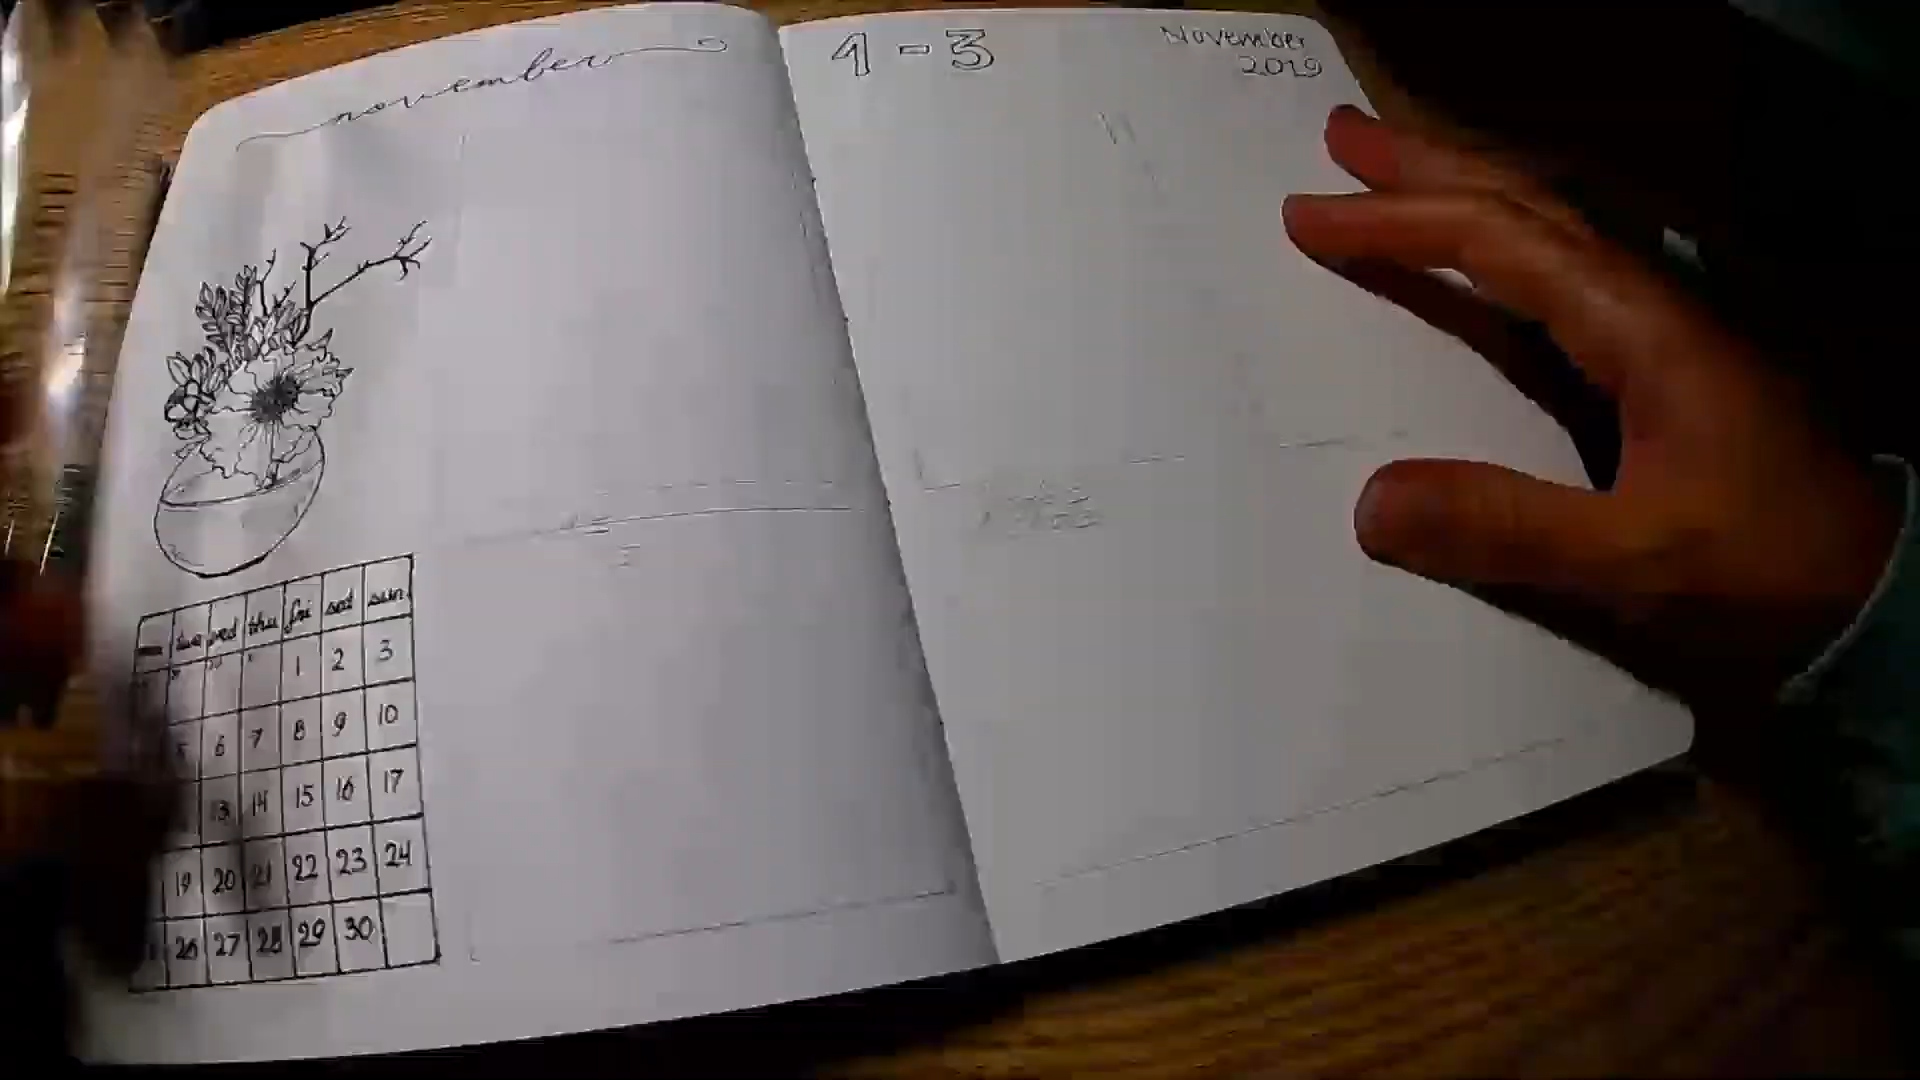 november
tue wed thu fri sat sun
1 2 3
5 6 7 8 9 10
13 14 15 16 17
19 20 21 22 23 24
26 27 28 29 30
1 - 3
November
2019